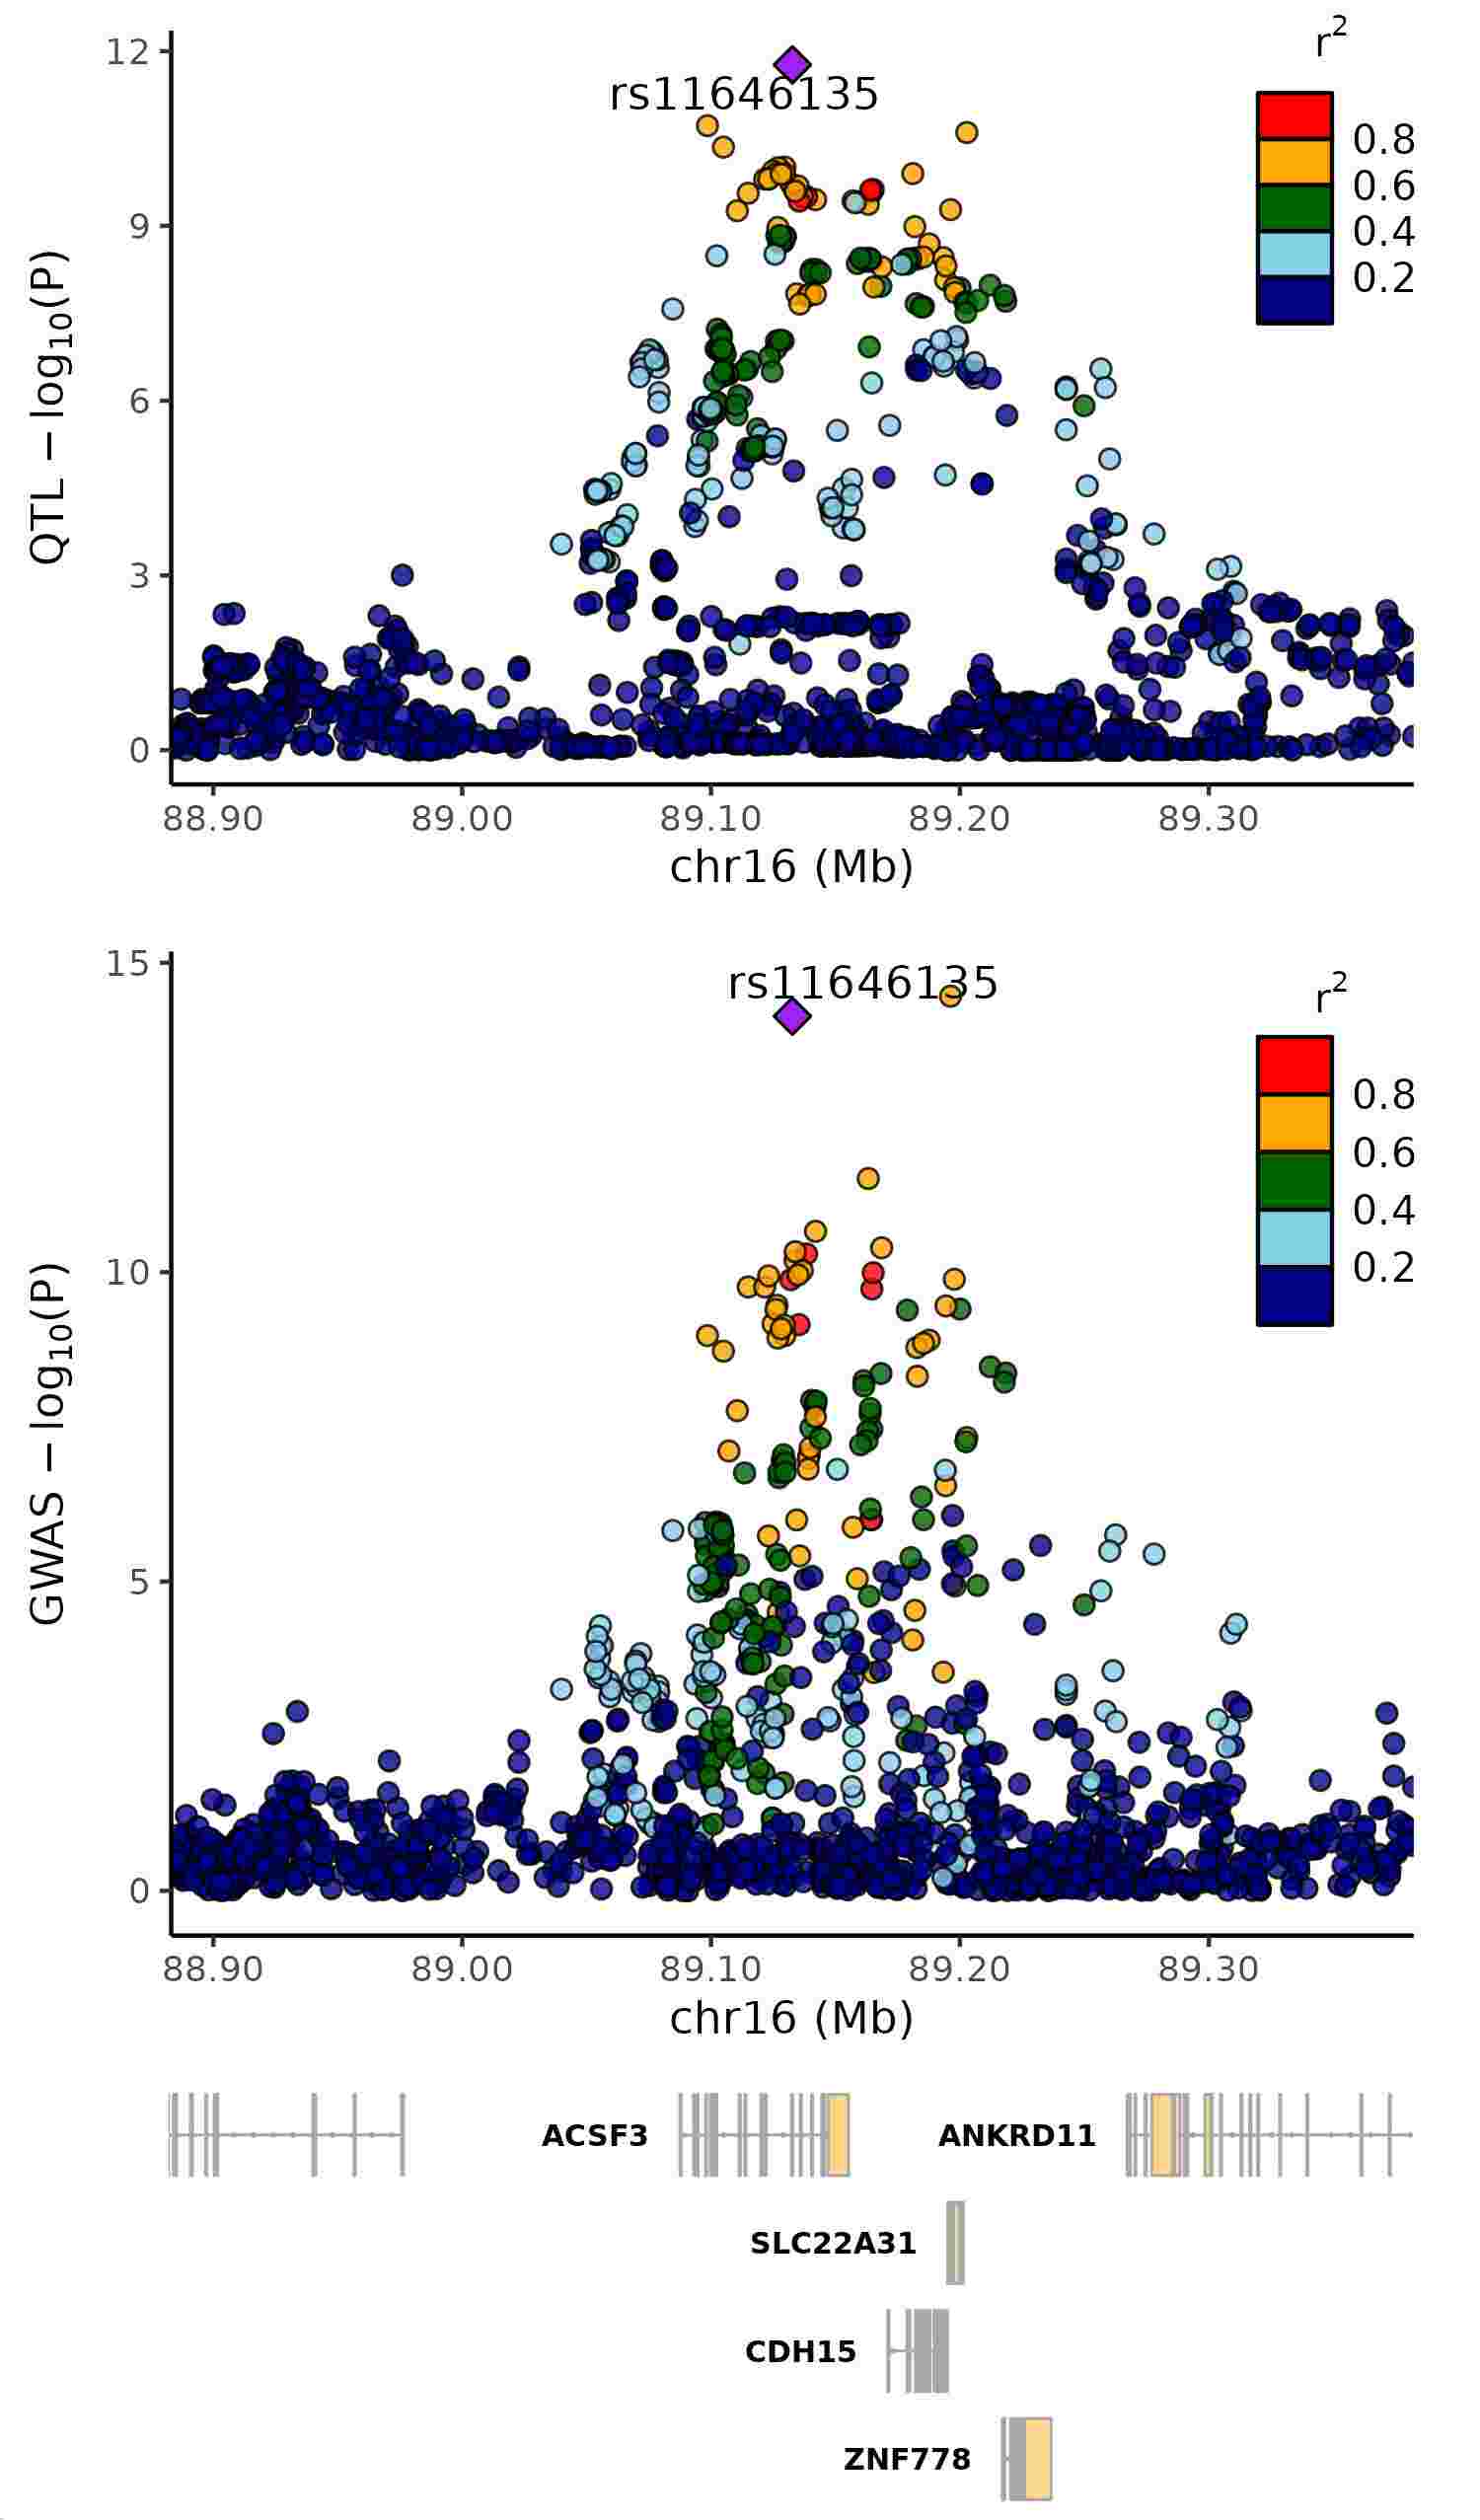 12
9
6
3
0
QTL − log10(P)
rs11646135
r2
0.8
0.6
0.4
0.2
88.90 89.00 89.10 89.20 89.30
chr16 (Mb)
15
10
5
0
GWAS − log10(P)
rs11646135
r2
0.8
0.6
0.4
0.2
88.90 89.00 89.10 89.20 89.30
chr16 (Mb)
ACSF3 ANKRD11
SLC22A31
CDH15
ZNF778